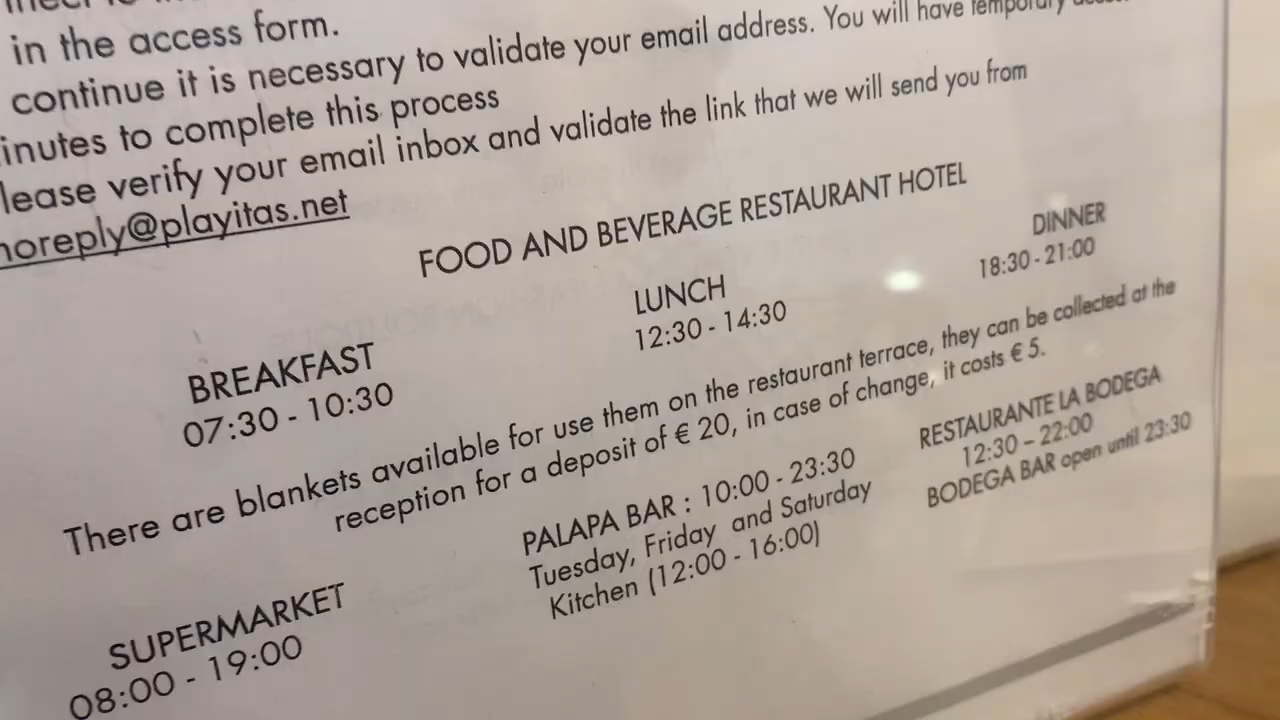 in the access form.
continue it is necessary to validate your email address. You will have temporary
inutes to complete this process
lease verify your email inbox and validate the link that we will send you from
noreply@playitas.net
FOOD AND BEVERAGE RESTAURANT HOTEL
BREAKFAST
07:30 - 10:30
LUNCH
12:30 - 14:30
DINNER
18:30 - 21:00
There are blankets available for use them on the restaurant terrace, they can be collected at the
reception for a deposit of € 20, in case of change, it costs € 5.
SUPERMARKET
08:00 - 19:00
PALAPA BAR : 10:00 - 23:30
Tuesday, Friday and Saturday
Kitchen (12:00 - 16:00)
RESTAURANTE LA BODEGA
12:30 – 22:00
BODEGA BAR open until 23:30